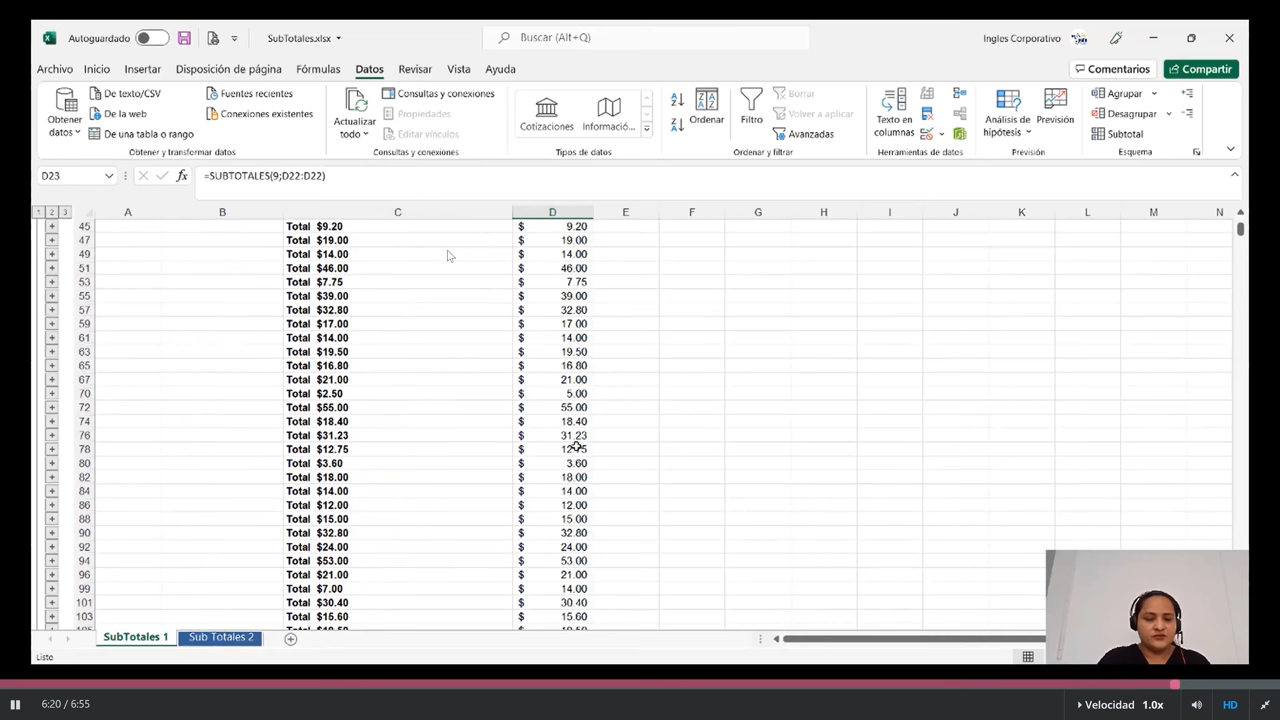 Autoguardado SubTotales.xlsx Buscar (Alt+Q) Ingles Corporativo
Archivo Inicio Insertar Disposición de página Fórmulas Datos Revisar Vista Ayuda Comentarios Compartir
Obtener datos De texto/CSV De la web De una tabla o rango Fuentes recientes Conexiones existentes
Actualizar todo Consultas y conexiones Propiedades Editar vínculos
Cotizaciones Informació...
Ordenar Filtro Borrar Volver a aplicar Avanzadas
Texto en columnas
Análisis de hipótesis Previsión
Agrupar Desagrupar Subtotal
Obtener y transformar datos Consultas y conexiones Tipos de datos Ordenar y filtrar Herramientas de datos Previsión Esquema
D23 fx =SUBTOTALES(9;D22:D22)
1 2 3 A B C D E F G H I J K L M N
45 Total $9.20 $ 9.20
47 Total $19.00 $ 19.00
49 Total $14.00 $ 14.00
51 Total $46.00 $ 46.00
53 Total $7.75 $ 7.75
55 Total $39.00 $ 39.00
57 Total $32.80 $ 32.80
59 Total $17.00 $ 17.00
61 Total $14.00 $ 14.00
63 Total $19.50 $ 19.50
65 Total $16.80 $ 16.80
67 Total $21.00 $ 21.00
70 Total $2.50 $ 5.00
72 Total $55.00 $ 55.00
74 Total $18.40 $ 18.40
76 Total $31.23 $ 31.23
78 Total $12.75 $
80 Total $3.60 $ 3.60
82 Total $18.00 $ 18.00
84 Total $14.00 $ 14.00
86 Total $12.00 $ 12.00
88 Total $15.00 $ 15.00
90 Total $32.80 $ 32.80
92 Total $24.00 $ 24.00
94 Total $53.00 $ 53.00
96 Total $21.00 $ 21.00
99 Total $7.00 $ 14.00
101 Total $30.40 $ 30.40
103 Total $15.60 $ 15.60
SubTotales 1 Sub Totales 2
Listo
6:20 / 6:55 Velocidad 1.0x HD